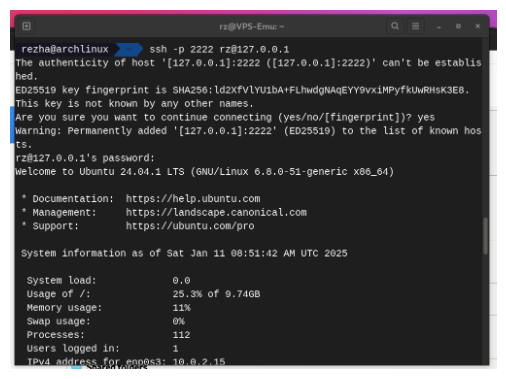 rz@VPS-Emu: ~
rezha@archlinux ~ ssh -p 2222 rz@127.0.0.1
The authenticity of host '[127.0.0.1]:2222 ([127.0.0.1]:2222)' can't be establis
hed.
ED25519 key fingerprint is SHA256:ld2XfVlYU1bA+FLhwdgNAqEYY9vxiMPyfkUwRHsK3E8.
This key is not known by any other names.
Are you sure you want to continue connecting (yes/no/[fingerprint])? yes
Warning: Permanently added '[127.0.0.1]:2222' (ED25519) to the list of known hos
ts.
rz@127.0.0.1's password:
Welcome to Ubuntu 24.04.1 LTS (GNU/Linux 6.8.0-51-generic x86_64)
* Documentation: https://help.ubuntu.com
* Management: https://landscape.canonical.com
* Support: https://ubuntu.com/pro
System information as of Sat Jan 11 08:51:42 AM UTC 2025
System load: 0.0
Usage of /: 25.3% of 9.74GB
Memory usage: 11%
Swap usage: 0%
Processes: 112
Users logged in: 1
IPv4 address for enp0s3: 10.0.2.15
Shared folders